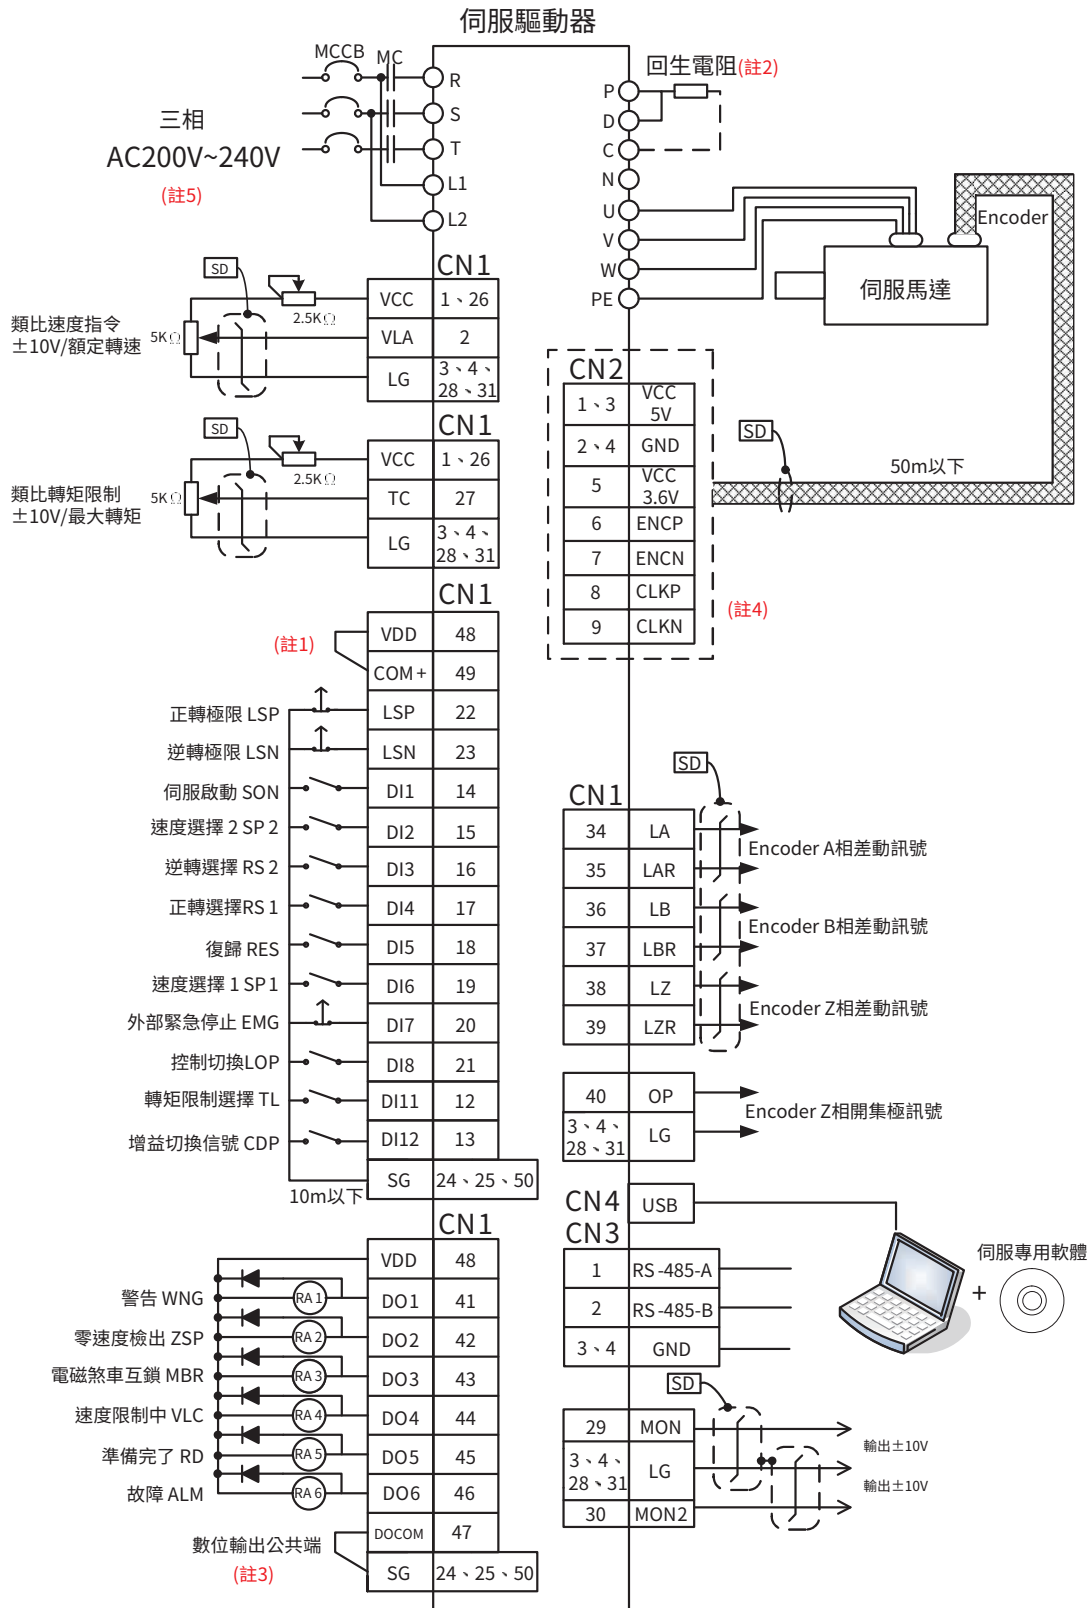 伺服驅動器
MCCB
MC
R
S
T
L1
L2
三相
AC200V~240V
(註5)
P
D
C
N
U
V
W
PE
回生電阻(註2)
Encoder
伺服馬達
50m以下
SD
CN1
SD
2.5KΩ
5KΩ
類比速度指令
±10V/額定轉速
VCC 1、26
VLA 2
LG 3、4、
28、31
CN1
SD
2.5KΩ
5KΩ
類比轉矩限制
±10V/最大轉矩
VCC 1、26
TC 27
LG 3、4、
28、31
CN2
1、3 VCC
5V
2、4 GND
5 VCC
3.6V
6 ENCP
7 ENCN
8 CLKP
9 CLKN
(註4)
CN1
(註1)
VDD 48
COM+ 49
正轉極限 LSP LSP 22
逆轉極限 LSN LSN 23
伺服啟動 SON DI1 14
速度選擇 2 SP 2 DI2 15
逆轉選擇 RS 2 DI3 16
正轉選擇RS 1 DI4 17
復歸 RES DI5 18
速度選擇 1 SP1 DI6 19
外部緊急停止 EMG DI7 20
控制切換LOP DI8 21
轉矩限制選擇 TL DI11 12
增益切換信號 CDP DI12 13
SG 24、25、50
10m以下
CN1
SD
34 LA
35 LAR
Encoder A相差動訊號
36 LB
37 LBR
Encoder B相差動訊號
38 LZ
39 LZR
Encoder Z相差動訊號
40 OP
3、4、
28、31 LG
Encoder Z相開集極訊號
CN4 USB
CN3
1 RS-485-A
2 RS-485-B
3、4 GND
+
伺服專用軟體
SD
29 MON
3、4、
28、31 LG
30 MON2
輸出±10V
輸出±10V
CN1
VDD 48
警告 WNG RA 1 DO1 41
零速度檢出 ZSP RA 2 DO2 42
電磁煞車互鎖 MBR RA 3 DO3 43
速度限制中 VLC RA 4 DO4 44
準備完了 RD RA 5 DO5 45
故障 ALM RA 6 DO6 46
DOCOM 47
數位輸出公共端
(註3)
SG 24、25、50